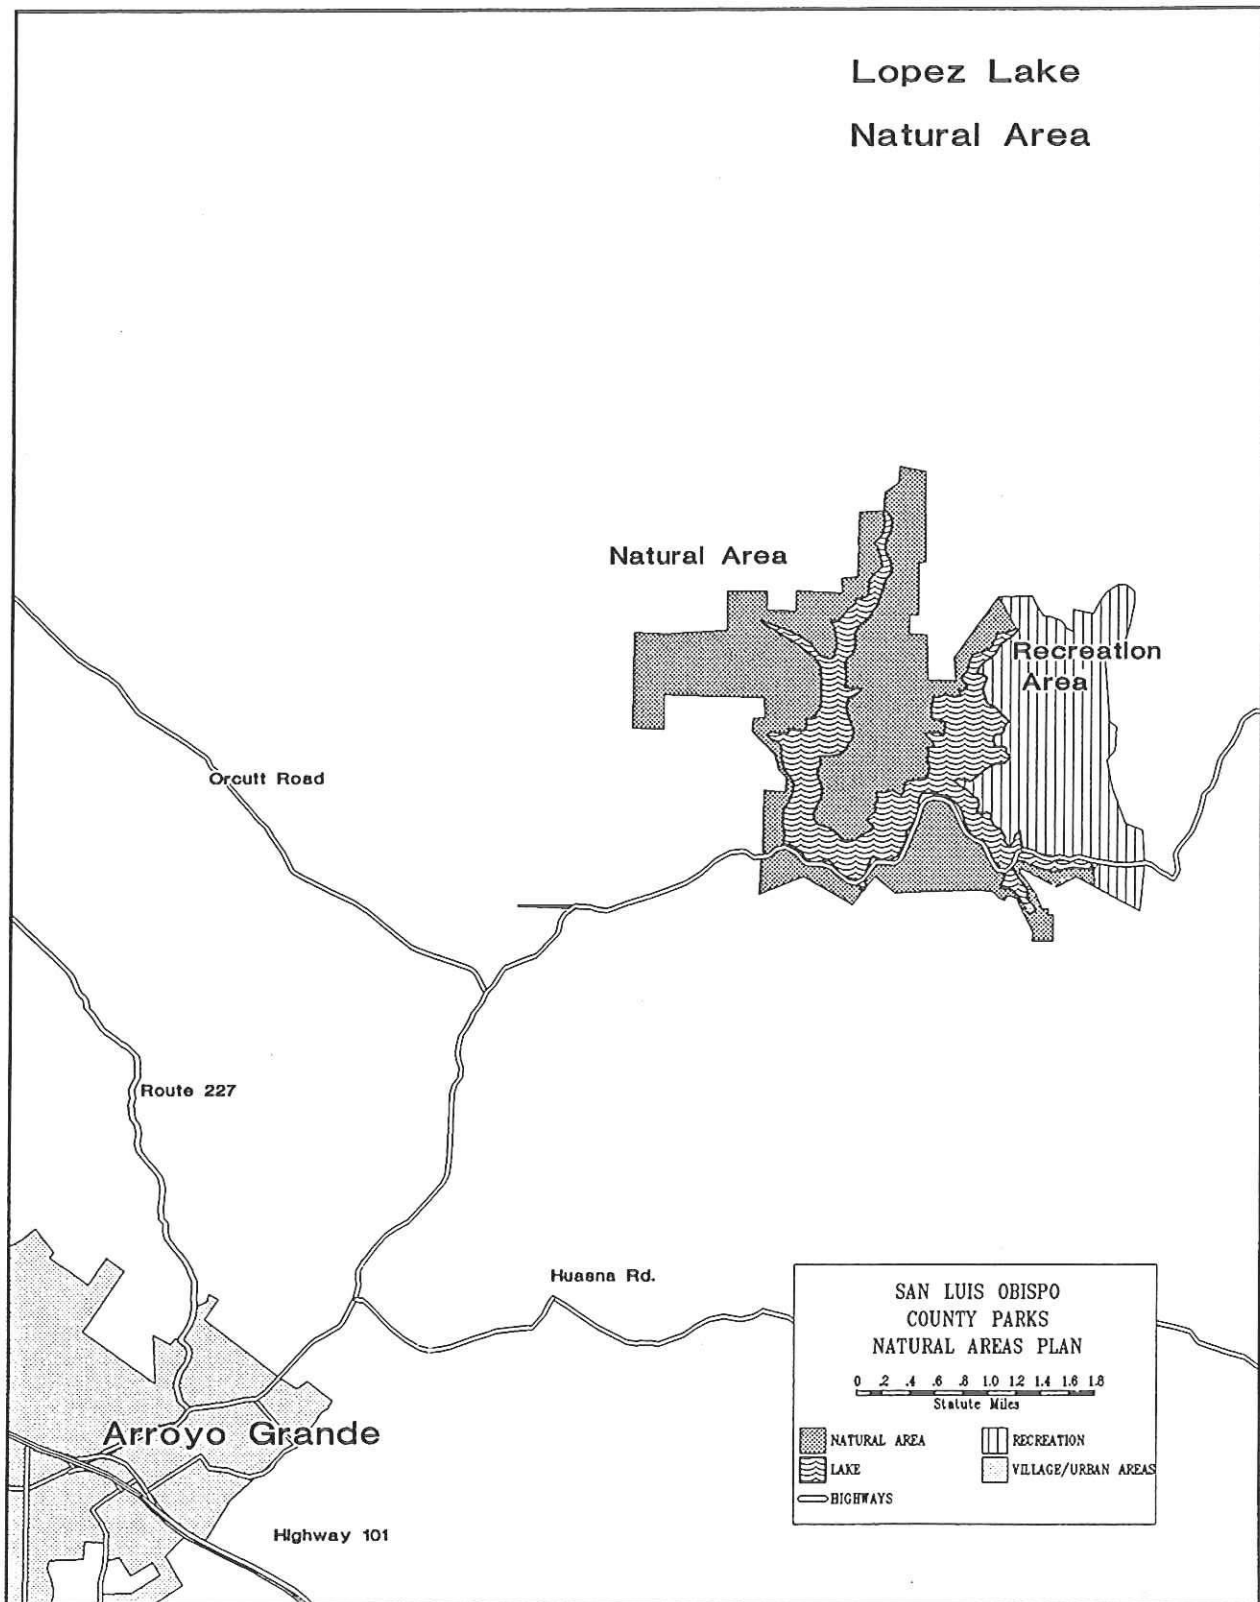 Lopez Lake
Natural Area
Natural Area
Recreation
Area
Orcutt Road
Route 227
Huasna Rd.
Arroyo Grande
Highway 101
SAN LUIS OBISPO
COUNTY PARKS
NATURAL AREAS PLAN
0 .2 .4 .6 .8 1.0 1.2 1.4 1.6 1.8
Statute Miles
NATURAL AREA
RECREATION
LAKE
VILLAGE/URBAN AREAS
HIGHWAYS